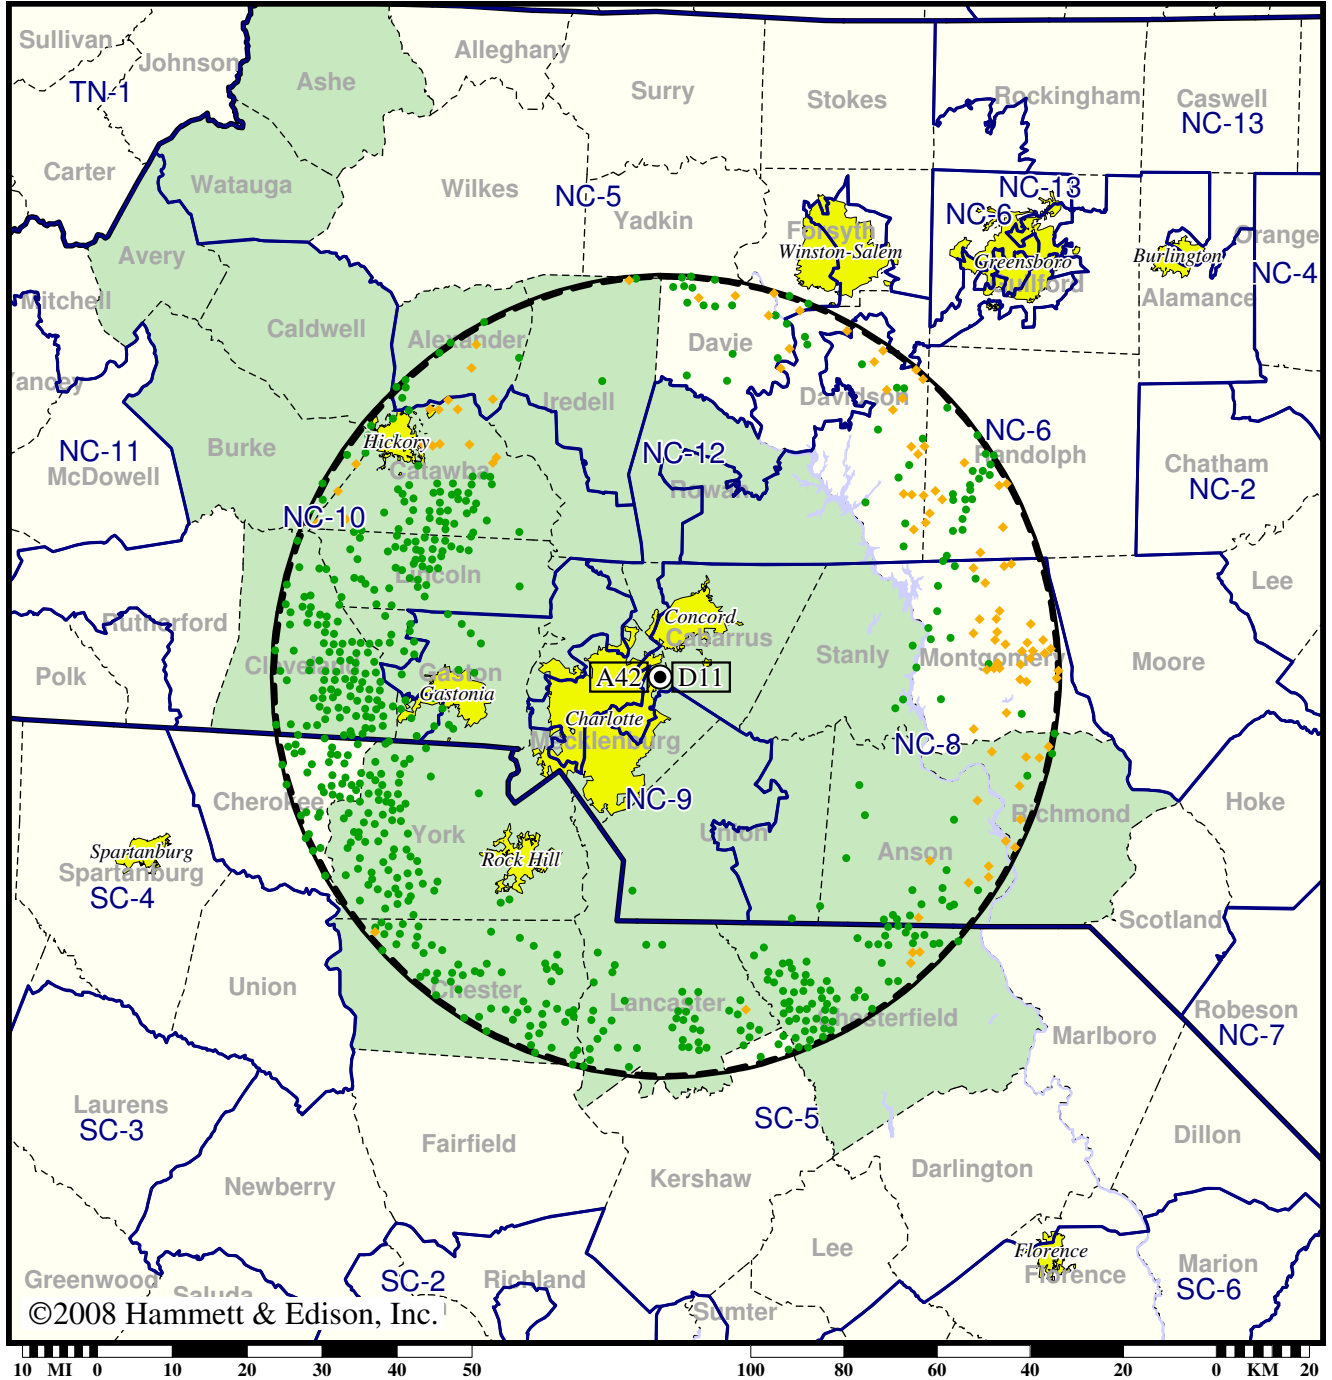 Sullivan
Johnson
Ashe
Alleghany
Surry
Stokes
Rockingham
Caswell
NC-13
TN-1
Carter
Watauga
Wilkes
NC-5
Yadkin
NC-13
NC-6
Forsyth
Winston-Salem
Greensboro
Guilford
Burlington
Orange
NC-4
Alamance
Avery
Mitchell
Caldwell
Alexander
Davie
Iredell
Davidson
Yancey
NC-11
McDowell
Burke
Hickory
Catawba
NC-12
Rowan
NC-6
Randolph
Chatham
NC-2
NC-10
Lincoln
Lee
Rutherford
Polk
Cleveland
Gaston
Gastonia
Concord
Cabarrus
Stanly
Montgomery
Moore
A42
D11
Charlotte
Mecklenburg
NC-8
NC-9
Union
Cherokee
York
Rock Hill
Anson
Richmond
Hoke
Spartanburg
Spartanburg
SC-4
Scotland
Union
Chester
Lancaster
Chesterfield
Marlboro
Robeson
NC-7
Laurens
SC-3
SC-5
Fairfield
Kershaw
Darlington
Dillon
Newberry
Lee
Florence
Florence
Marion
SC-6
Greenwood
Saluda
SC-2
Richland
Sumter
©2008 Hammett & Edison, Inc.
10 MI 0 10 20 30 40 50 100 80 60 40 20 0 KM 20